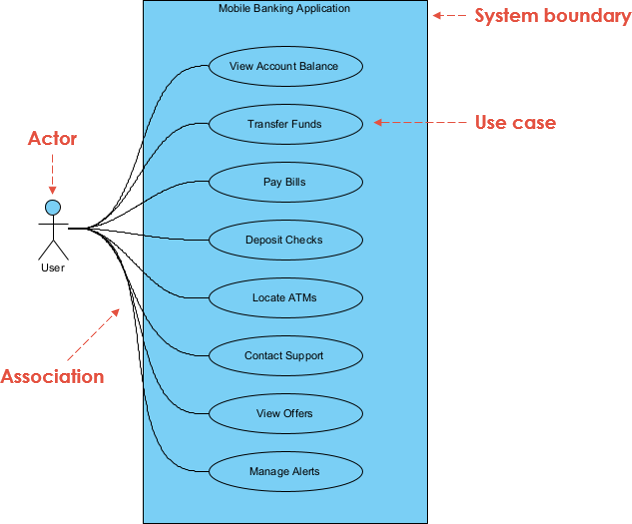 Mobile Banking Application
System boundary
View Account Balance
Transfer Funds
Use case
Actor
Pay Bills
Deposit Checks
User
Locate ATMs
Contact Support
Association
View Offers
Manage Alerts